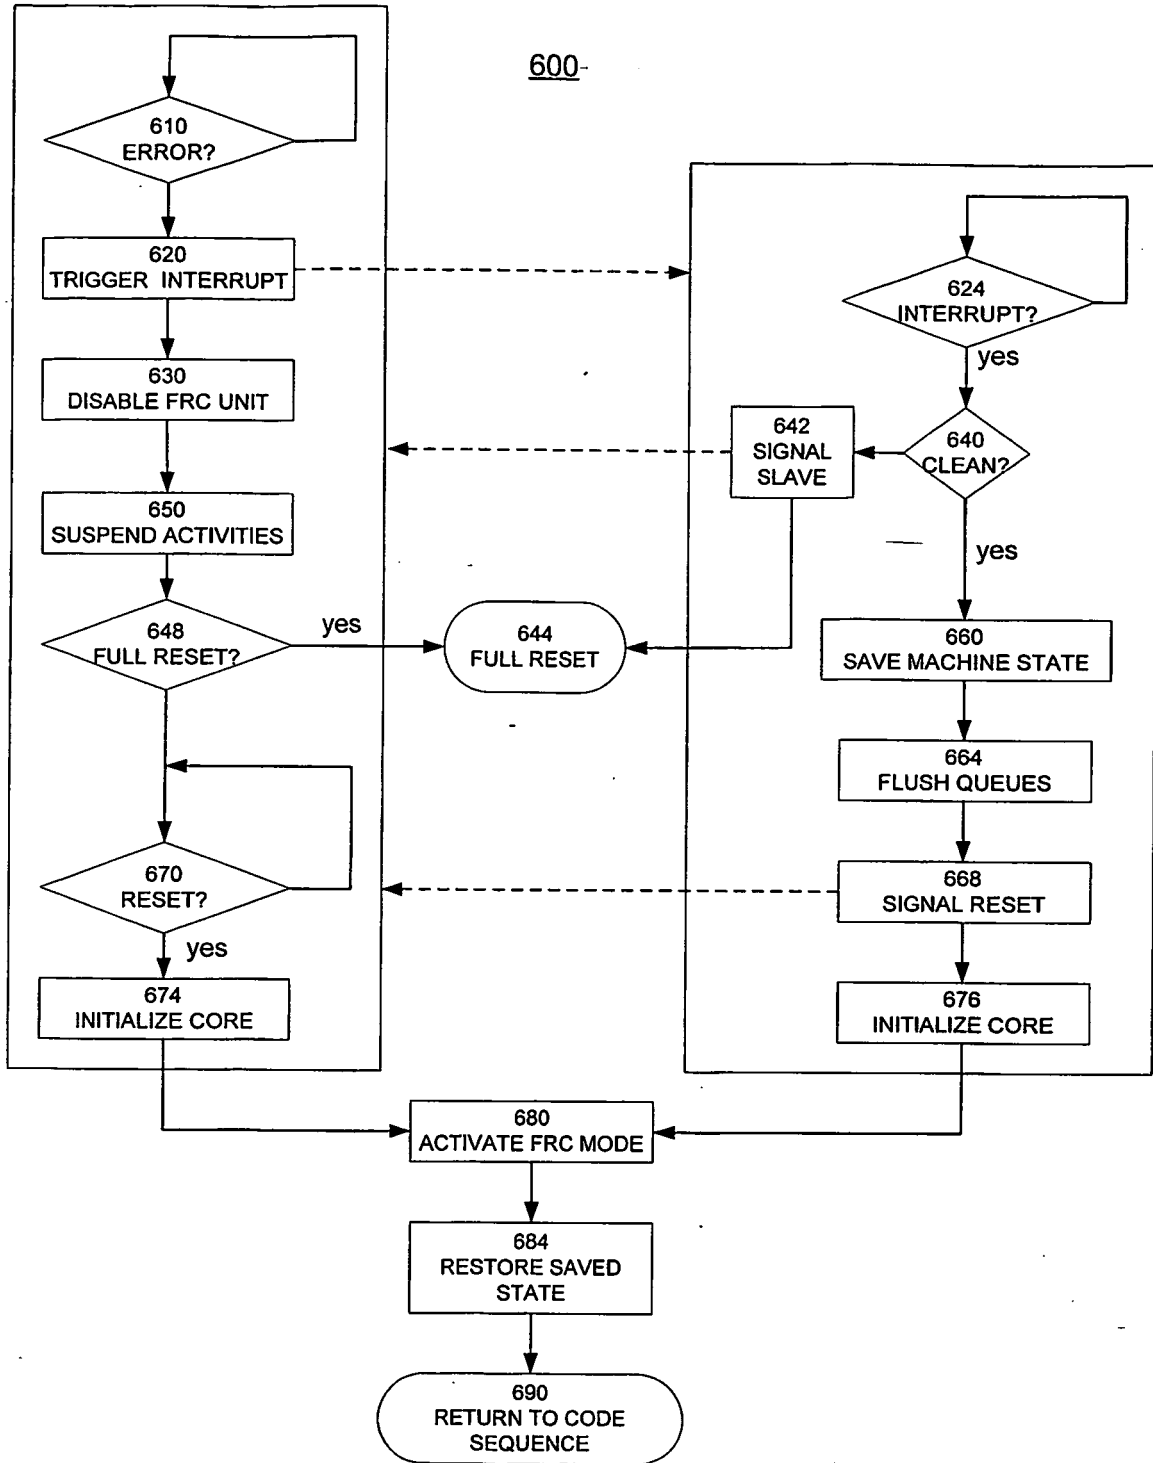 600
610
ERROR?
620
TRIGGER INTERRUPT
624
INTERRUPT?
yes
630
DISABLE FRC UNIT
642
SIGNAL
SLAVE
640
CLEAN?
yes
650
SUSPEND ACTIVITIES
648
FULL RESET?
yes
644
FULL RESET
660
SAVE MACHINE STATE
664
FLUSH QUEUES
670
RESET?
yes
668
SIGNAL RESET
674
INITIALIZE CORE
676
INITIALIZE CORE
680
ACTIVATE FRC MODE
684
RESTORE SAVED
STATE
690
RETURN TO CODE
SEQUENCE